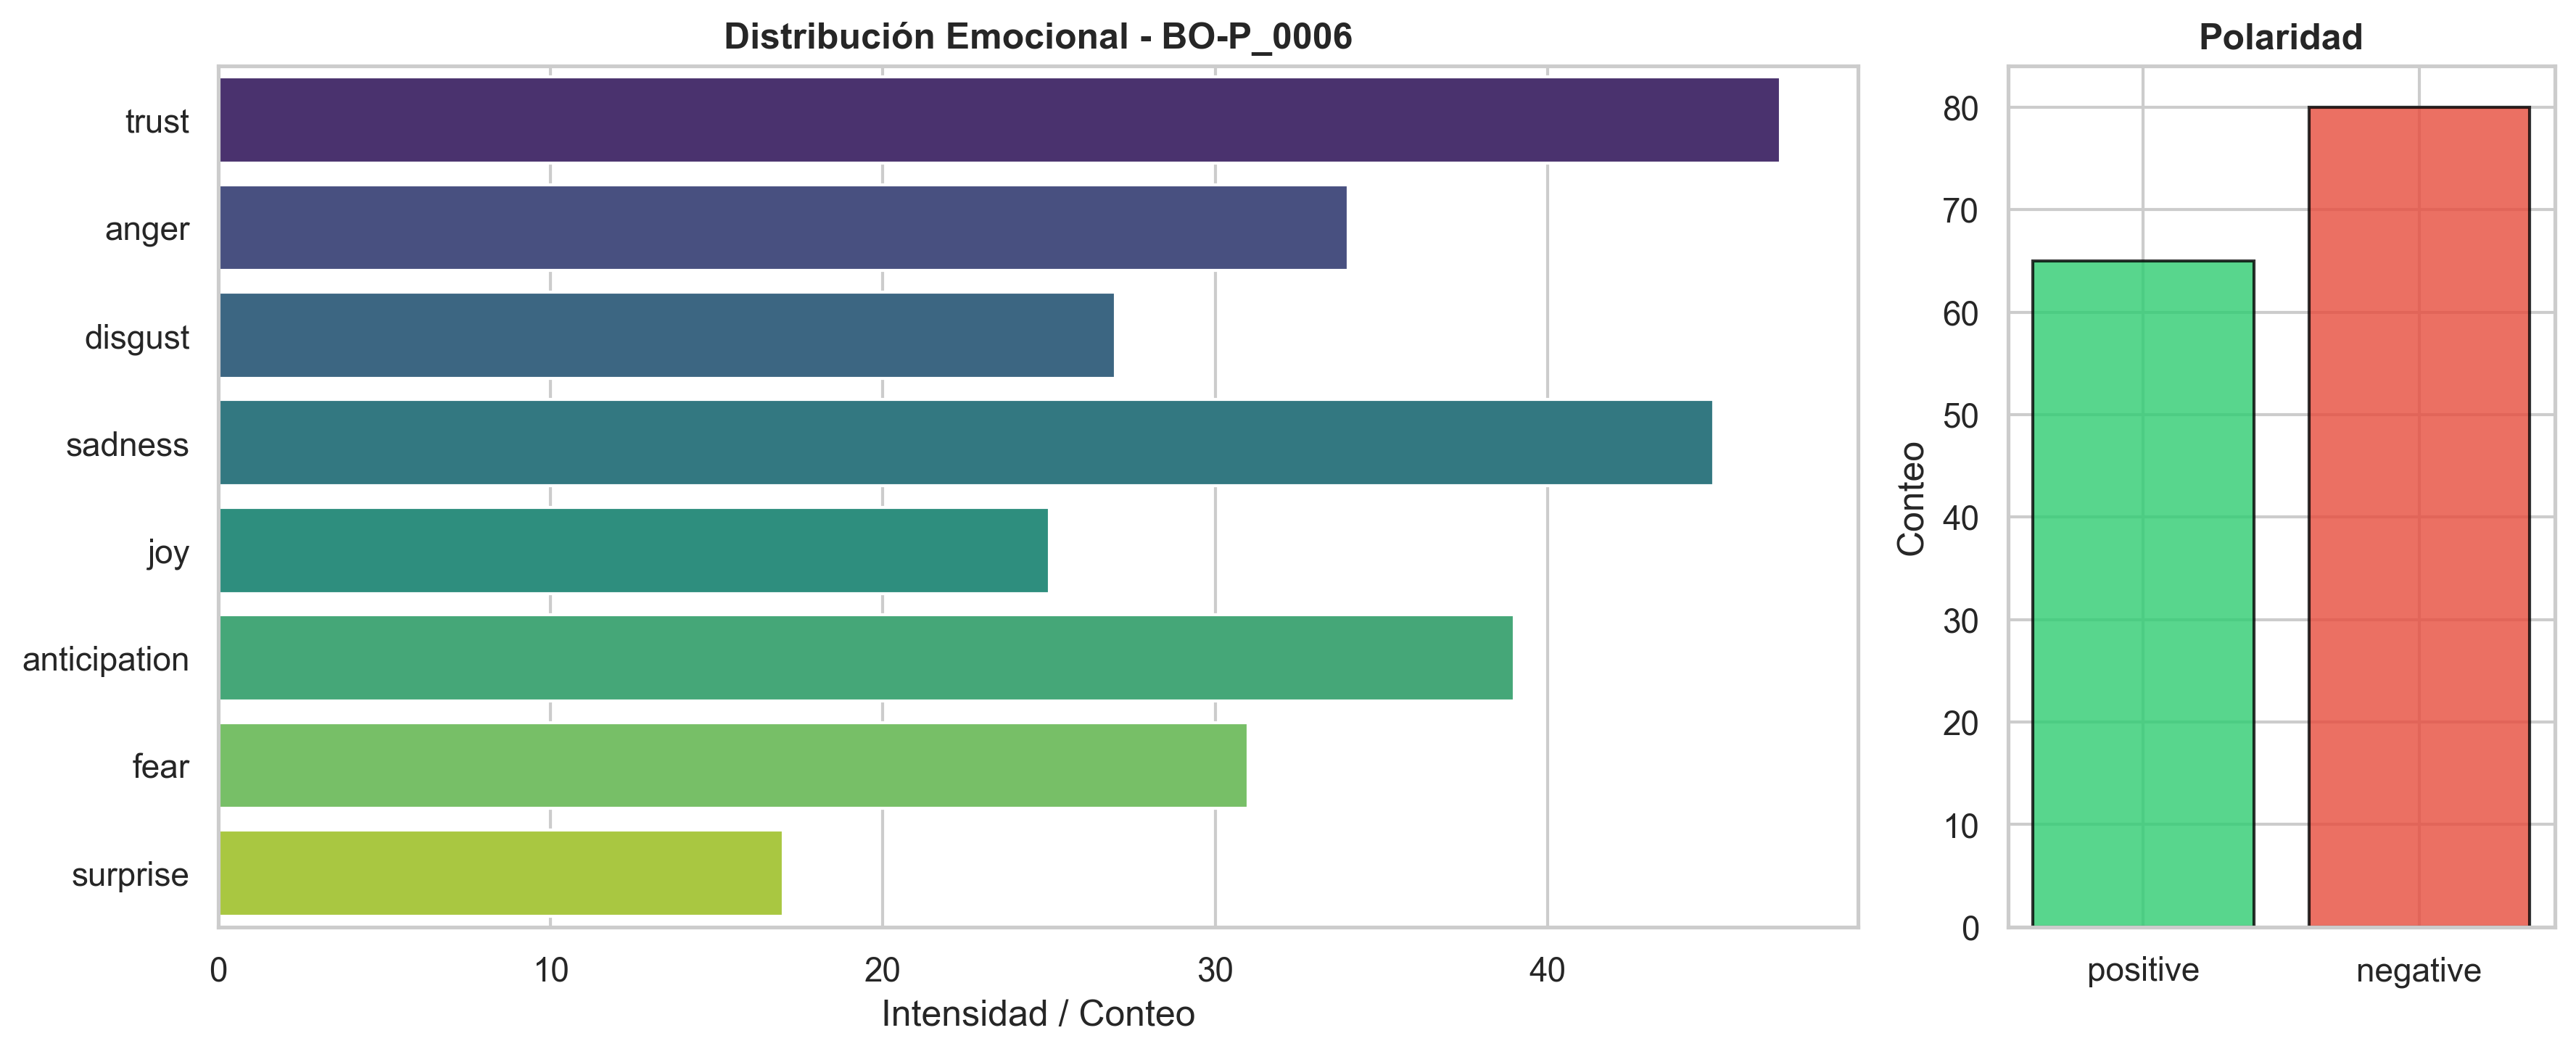 Distribución Emocional - BO-P_0006
trust
anger
disgust
sadness
joy
anticipation
fear
surprise
0 10 20 30 40
Intensidad / Conteo
Polaridad
80
70
60
50
40
30
20
10
0
Conteo
positive negative